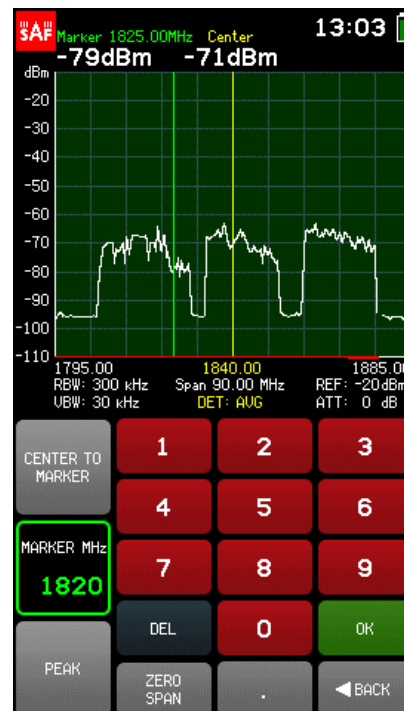 SAF Marker 1825.00MHz Center 13:03
-79dBm -71dBm
dBm
-20
-30
-40
-50
-60
-70
-80
-90
-100
-110
1795.00 1840.00 1885.00
RBW: 300 kHz Span 90.00 MHz REF: -20dBm
VBW: 30 kHz DET: AVG ATT: 0 dB
CENTER TO
MARKER
1 2 3
4 5 6
MARKER MHz
1820
7 8 9
DEL 0 OK
PEAK
ZERO
SPAN
. BACK